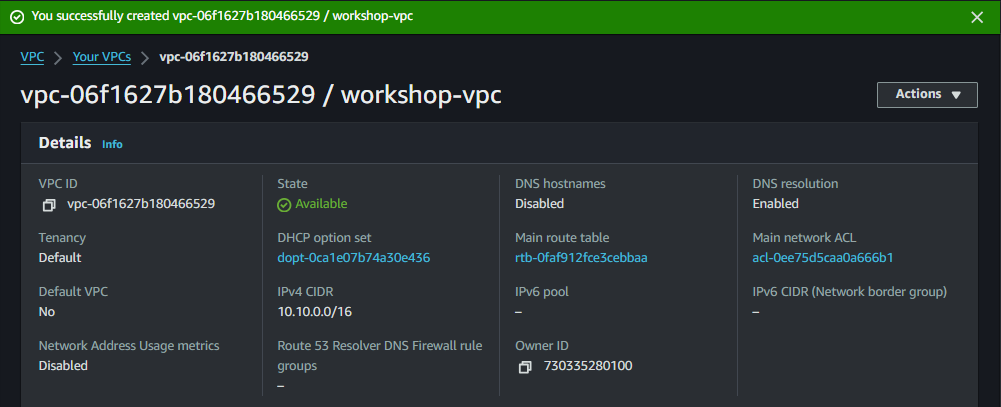 You successfully created vpc-06f1627b180466529 / workshop-vpc
VPC > Your VPCs > vpc-06f1627b180466529
vpc-06f1627b180466529 / workshop-vpc
Actions
Details Info
VPC ID
vpc-06f1627b180466529
State
Available
DNS hostnames
Disabled
DNS resolution
Enabled
Tenancy
Default
DHCP option set
dopt-0ca1e07b74a30e436
Main route table
rtb-0faf912fce3cebbaa
Main network ACL
acl-0ee75d5caa0a666b1
Default VPC
No
IPv4 CIDR
10.10.0.0/16
IPv6 pool
–
IPv6 CIDR (Network border group)
–
Network Address Usage metrics
Disabled
Route 53 Resolver DNS Firewall rule
groups
–
Owner ID
730335280100